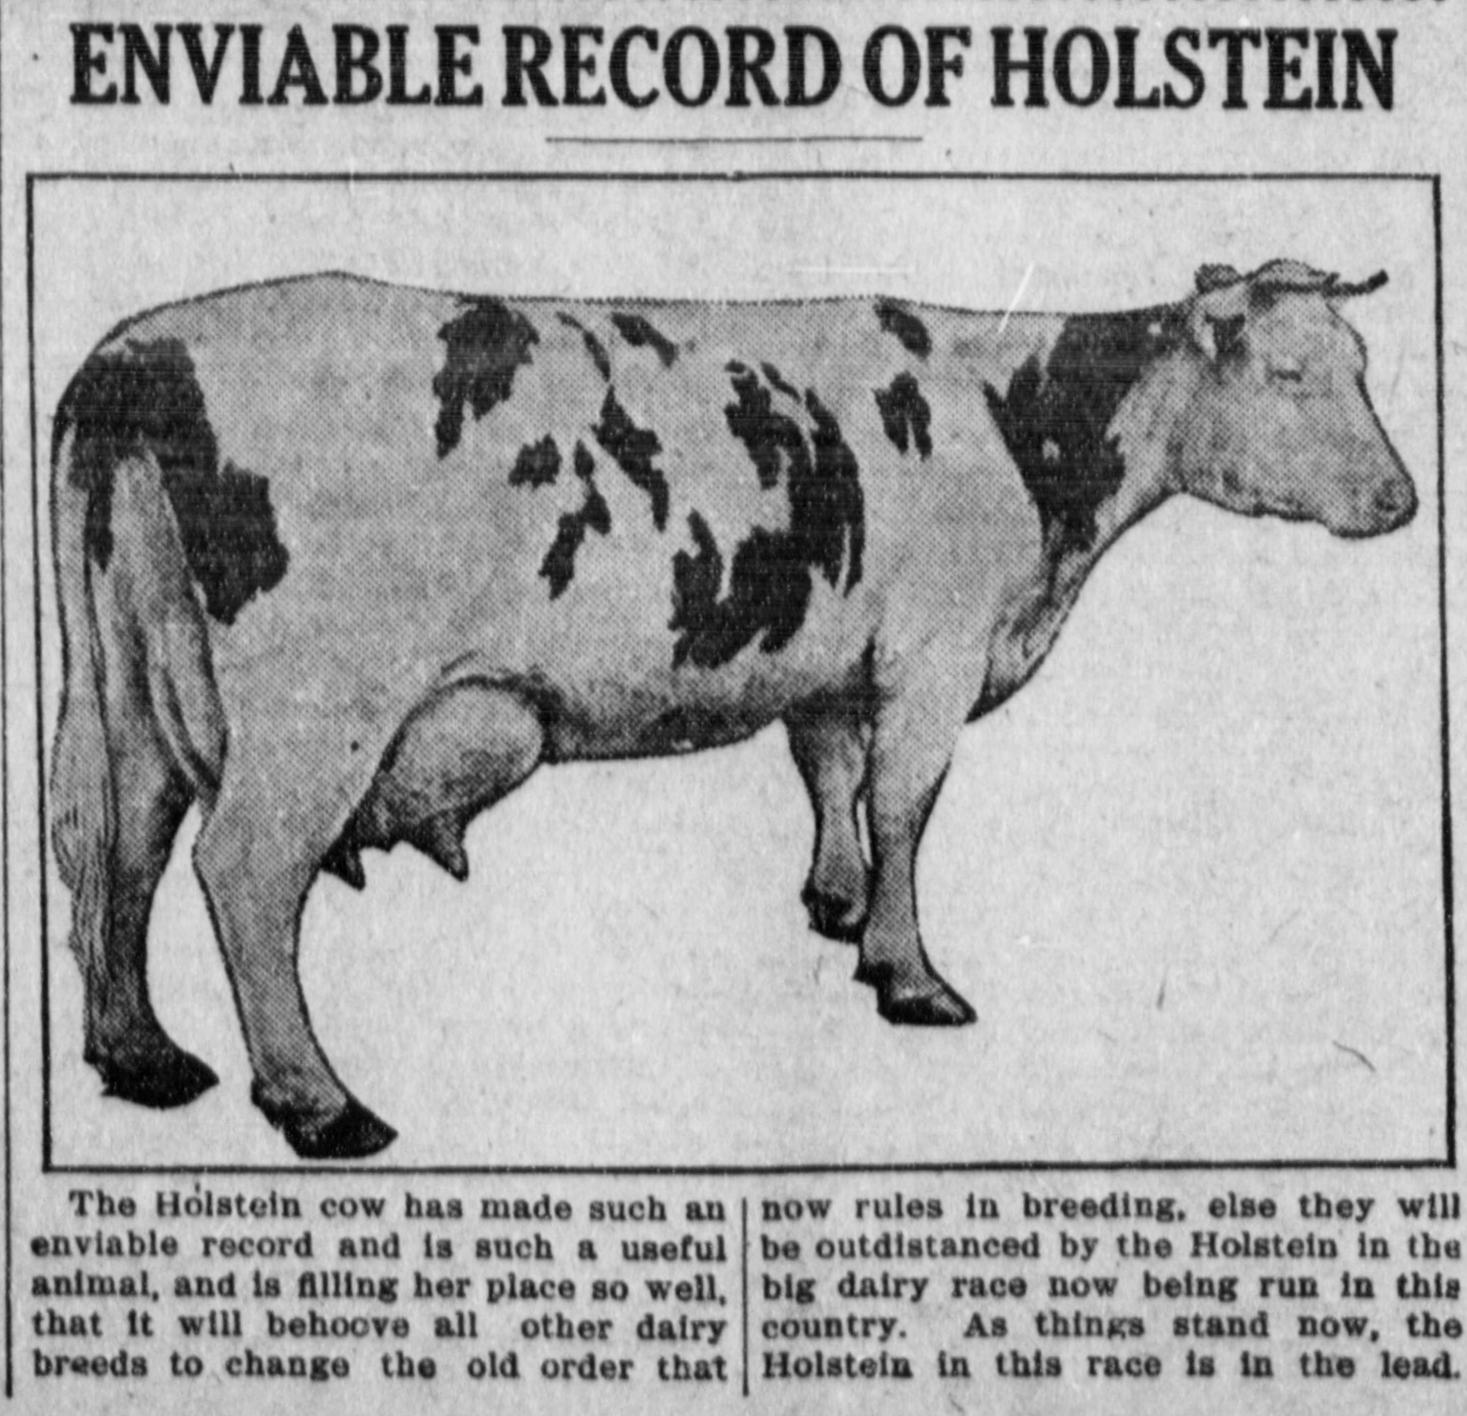 ENVIABLE RECORD OF HOLSTEIN
The Holstein cow has made such an
enviable record and is such a useful
animal, and is filling her place so well,
that it will behoove all other dairy
breeds to change the old order that
now rules in breeding, else they will
be outdistanced by the Holstein in the
big dairy race now being run in this
country. As things stand now, the
Holstein in this race is in the lead.